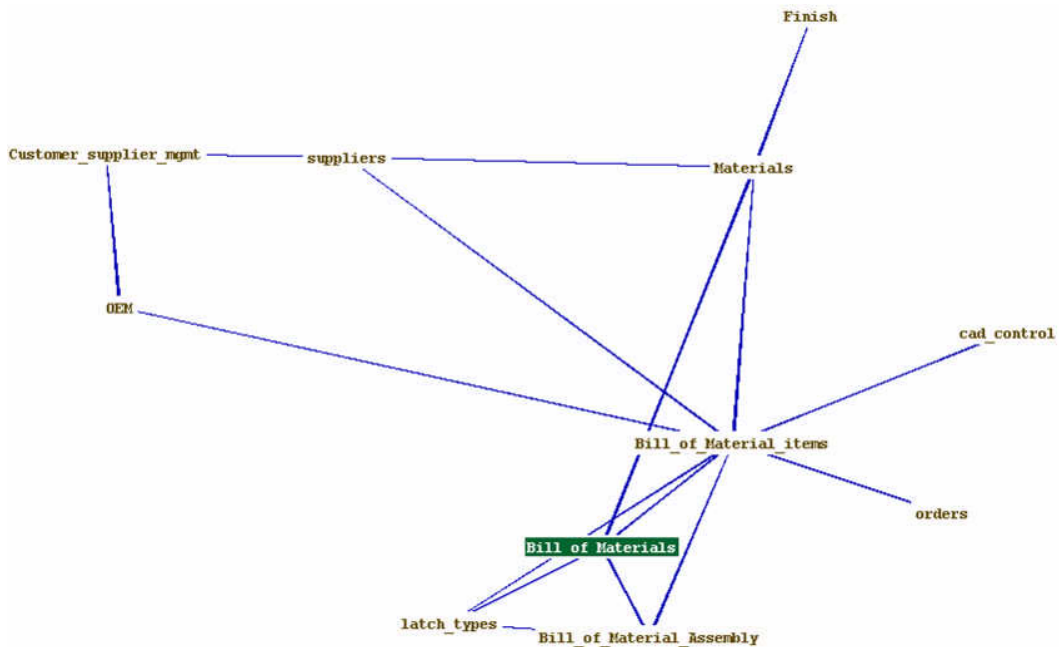 Finish
Customer_supplier_mgmt
suppliers
Materials
OEM
cad_control
Bill_of_Material_items
orders
Bill of Materials
latch_types
Bill_of_Material_Assembly